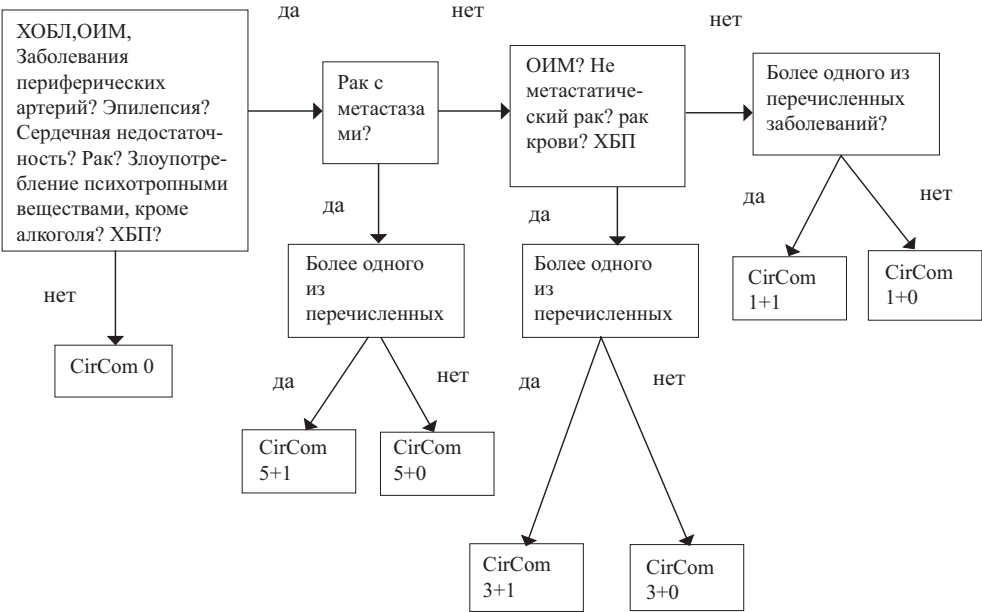 да
нет
нет
ХОБЛ,ОИМ,
Заболевания
периферических
артерий? Эпилепсия?
Сердечная недостаточ-
ность? Рак? Злоупотре-
бление психотропными
веществами, кроме
алкоголя? ХБП?
Рак с
метастаза
ми?
ОИМ? Не
метастатиче-
ский рак? рак
крови? ХБП
Более одного из
перечисленных
заболеваний?
нет
да
да
да
нет
CirCom 0
Более одного
из
перечисленных
Более одного
из
перечисленных
CirCom
1+1
CirCom
1+0
да
нет
да
нет
CirCom
5+1
CirCom
5+0
CirCom
3+1
CirCom
3+0